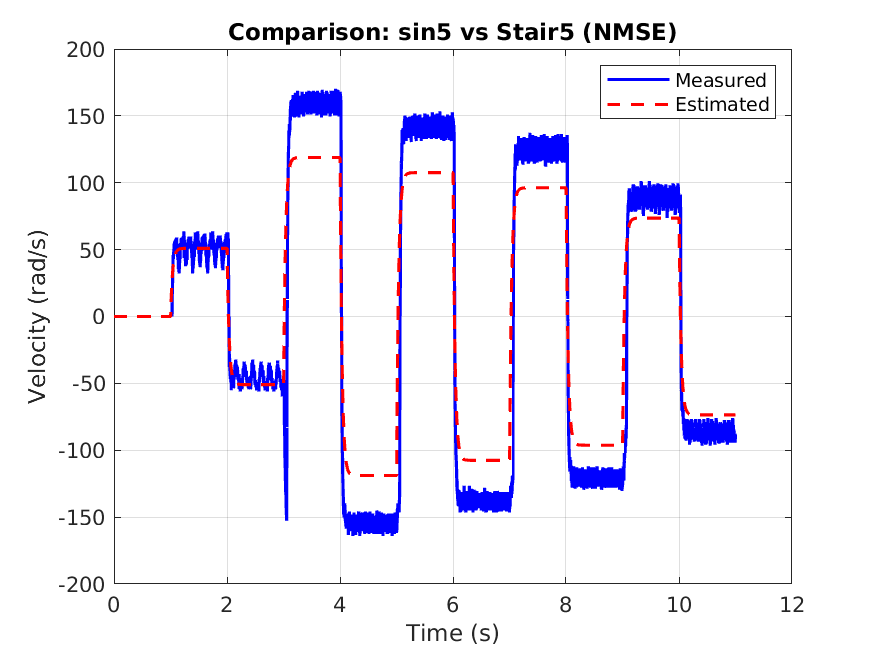 Comparison: sin5 vs Stair5 (NMSE)
200
150
100
50
0
-50
-100
-150
-200
Velocity (rad/s)
Measured
Estimated
0 2 4 6 8 10 12
Time (s)